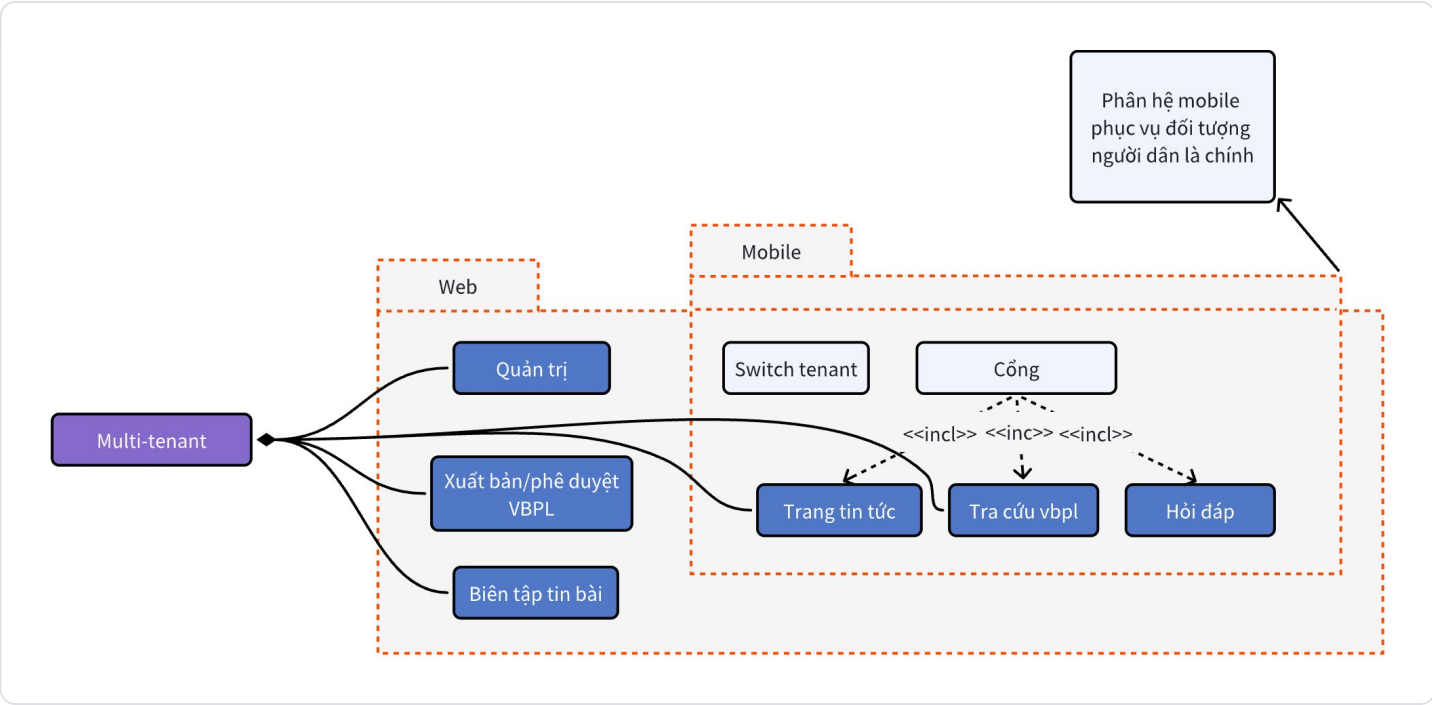 Phân hệ mobile
phục vụ đối tượng
người dân là chính
Mobile
Web
Quản trị
Switch tenant
Cổng
Multi-tenant
<<incl>>
<<inc>>
<<incl>>
Xuất bản/phê duyệt
VBPL
Trang tin tức
Tra cứu vbpl
Hỏi đáp
Biên tập tin bài